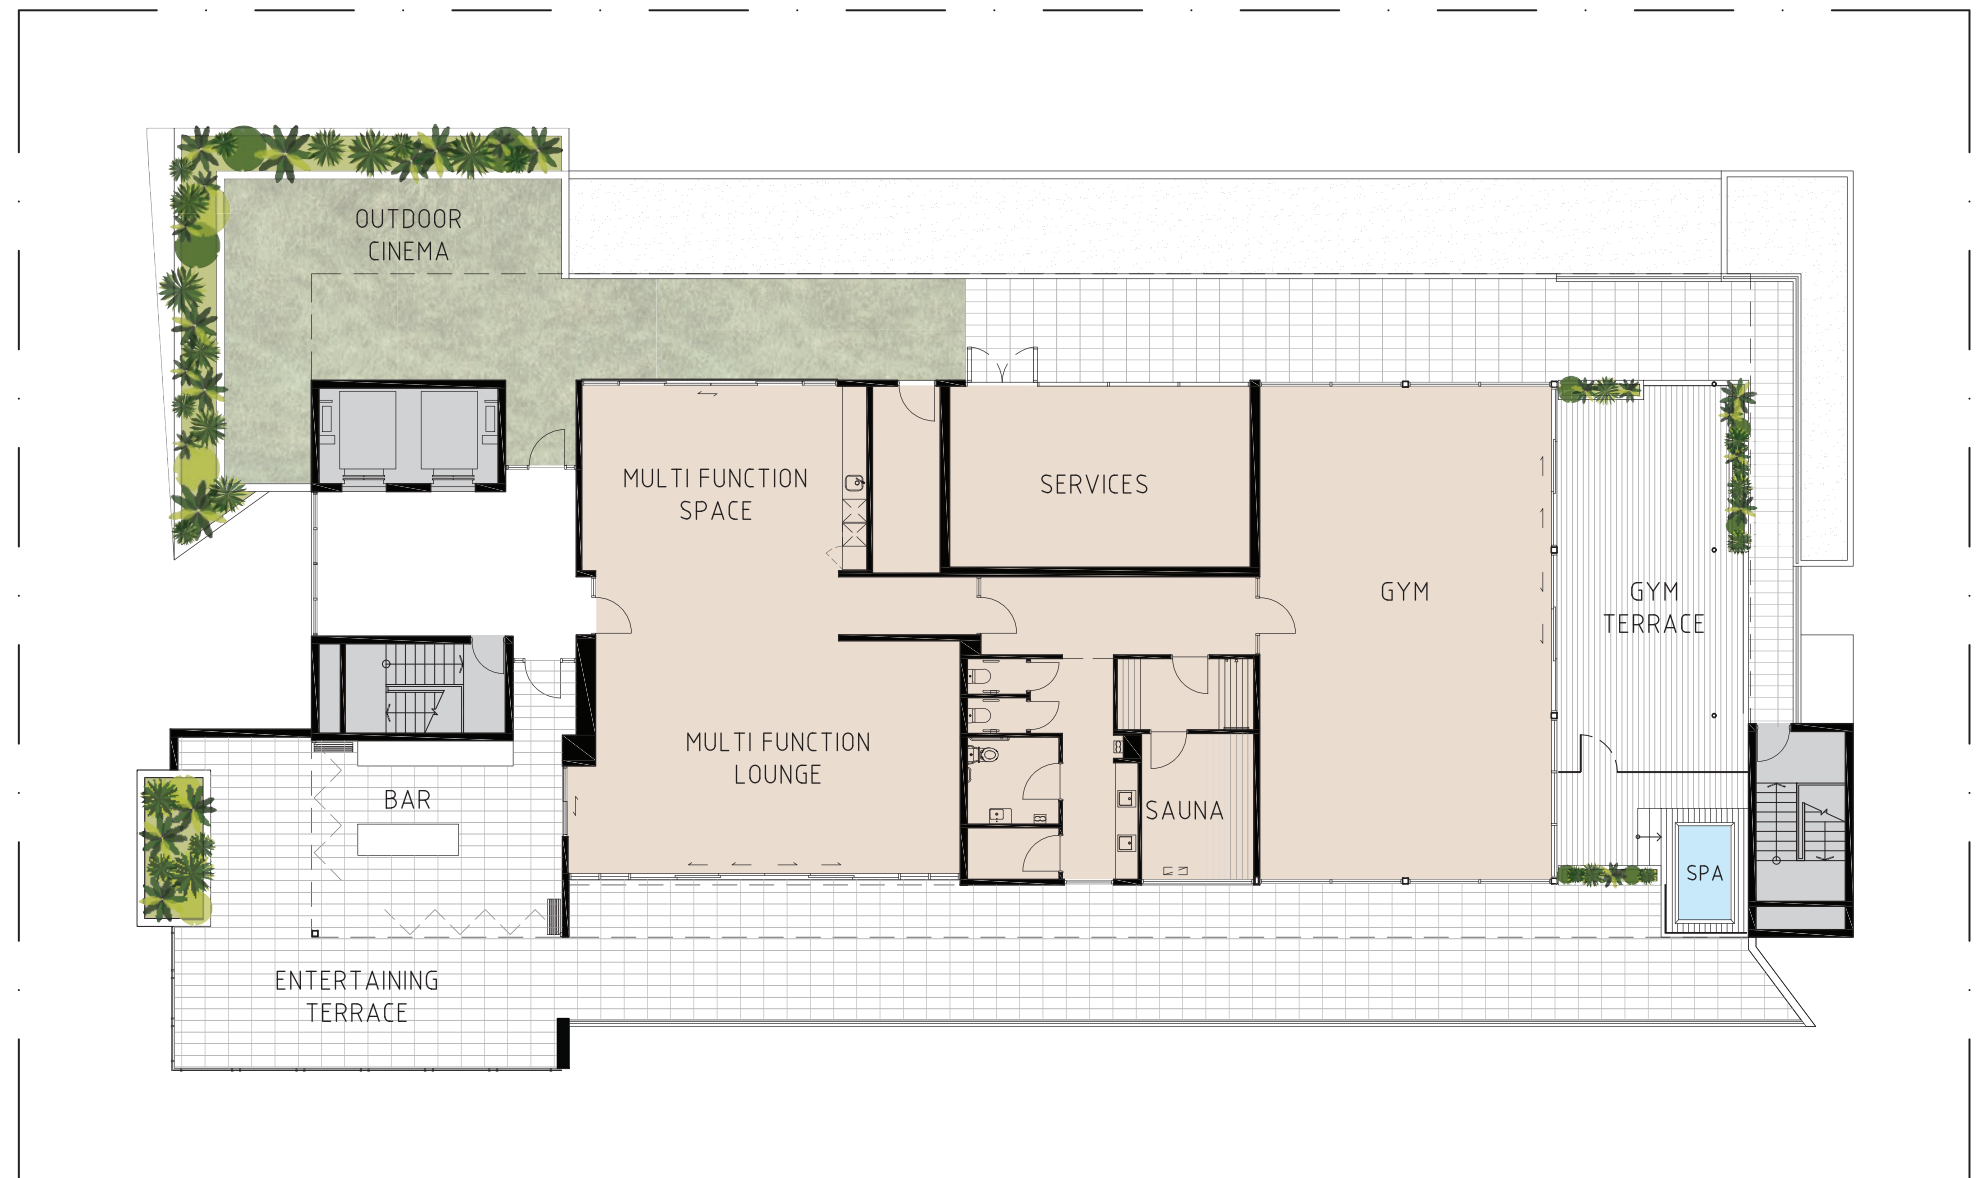 OUTDOOR
CINEMA
MULTI FUNCTION
SPACE
SERVICES
GYM
GYM
TERRACE
MULTI FUNCTION
LOUNGE
BAR
SAUNA
SPA
ENTERTAINING
TERRACE